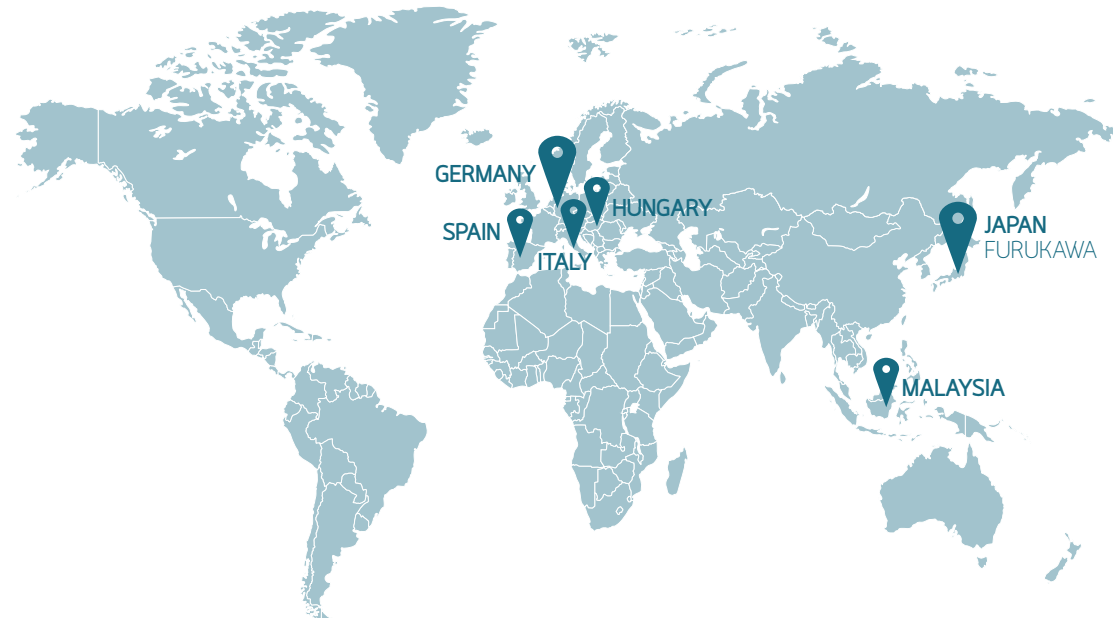 GERMANY
HUNGARY
SPAIN
ITALY
JAPAN
FURUKAWA
MALAYSIA